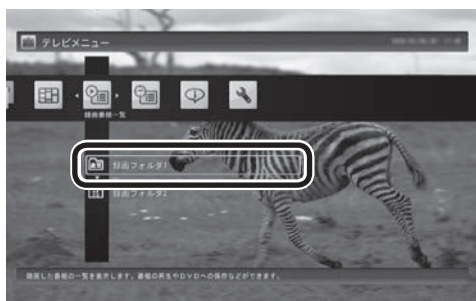 テレビメニュー
録画番組一覧
録画フォルダ1
録画フォルダ2
録画した番組の一覧を表示します。番組の再生やDVDへの保存などができます。